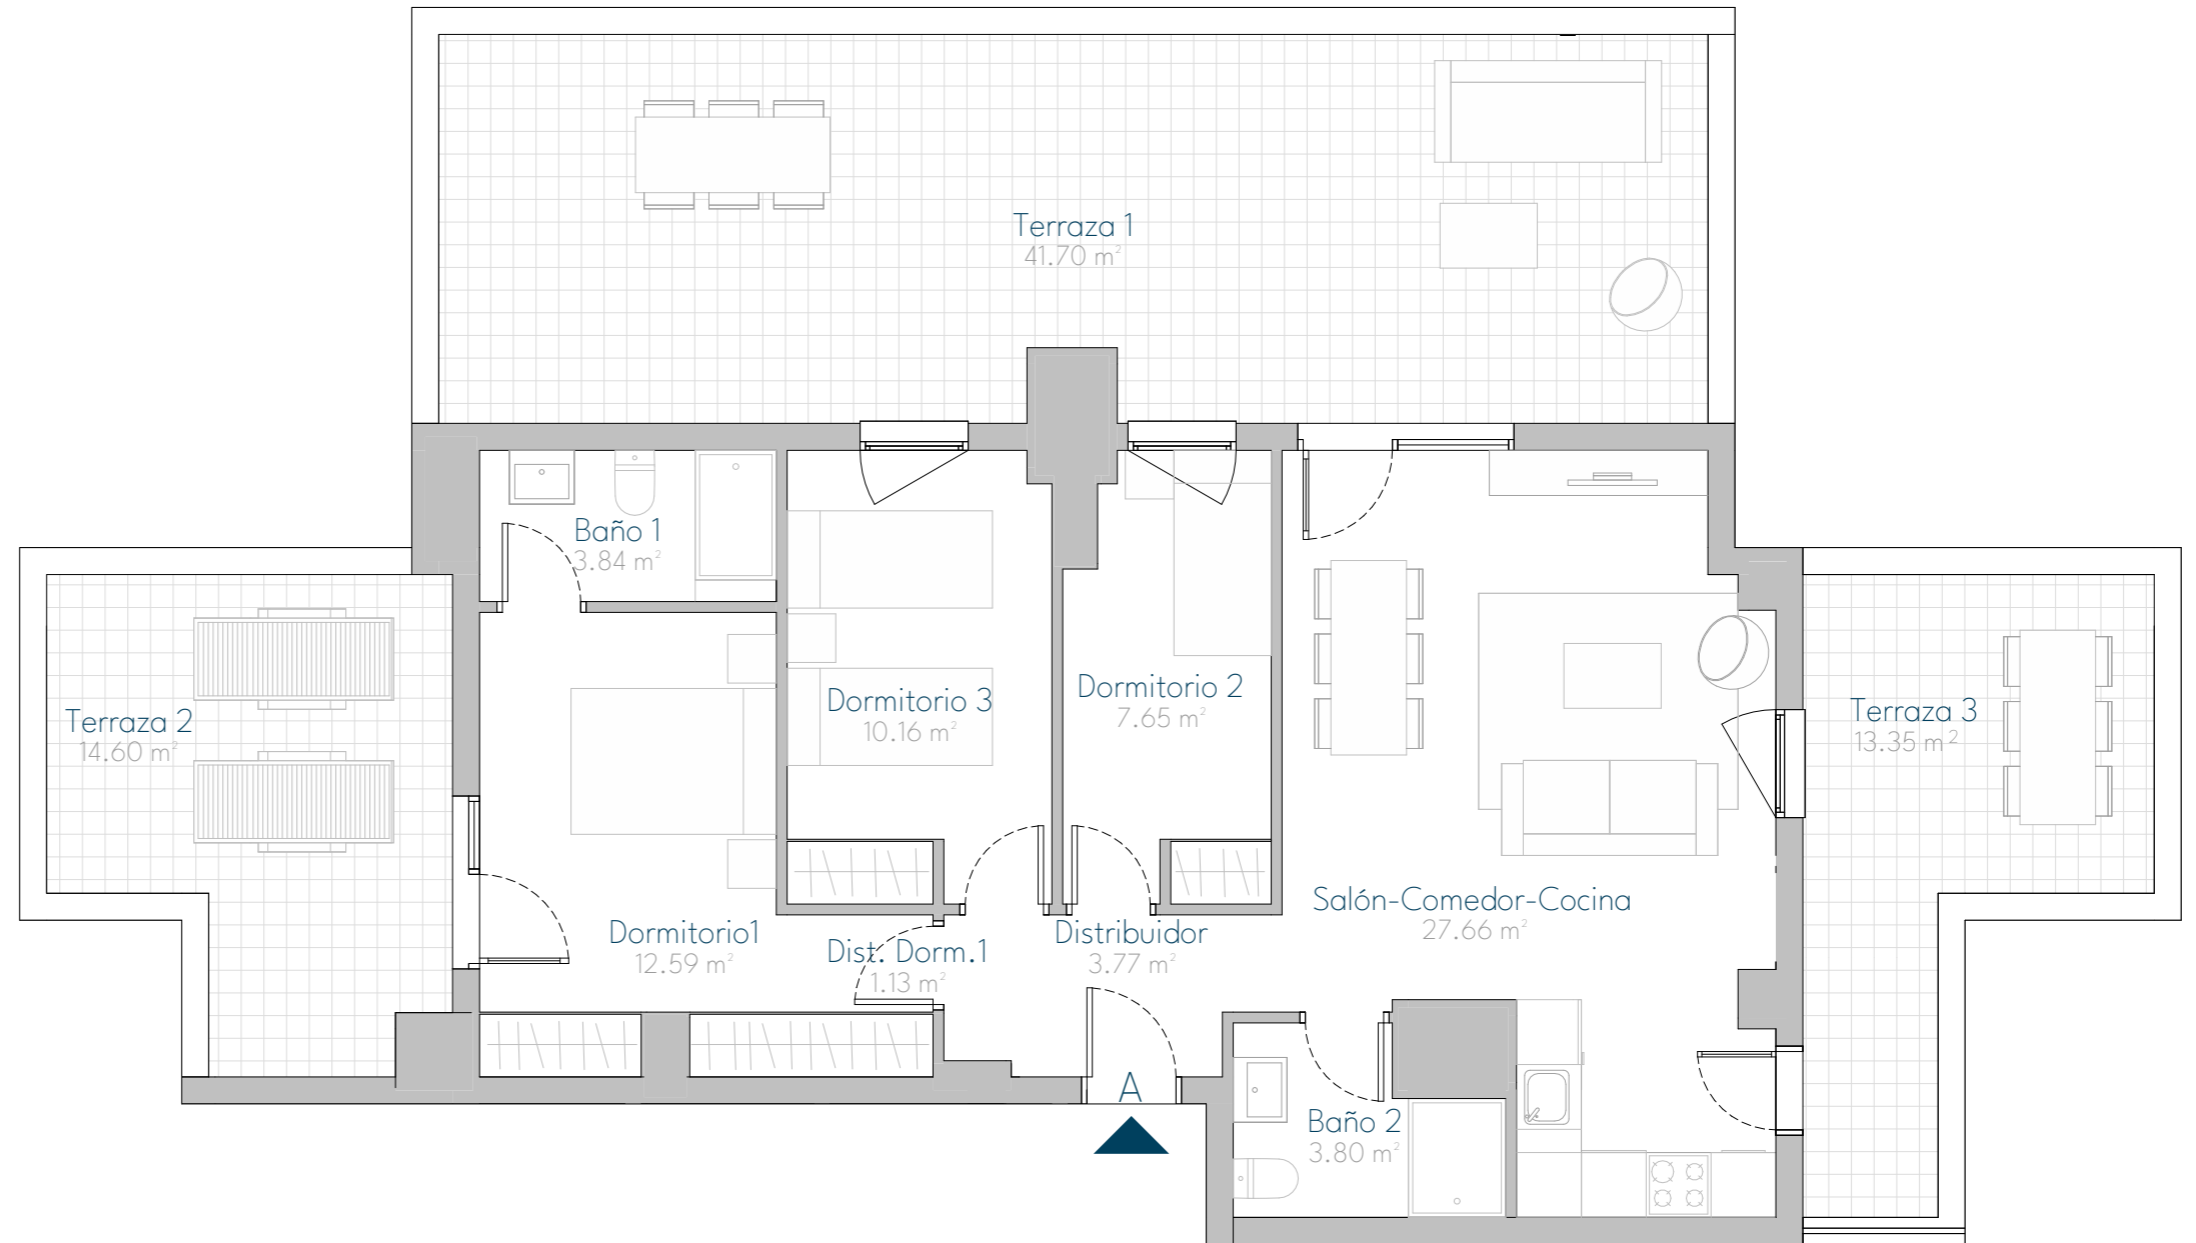 Terraza 1
41.70 m²
Baño 1
3.84 m²
Terraza 2
14.60 m²
Dormitorio 3
10.16 m²
Dormitorio 2
7.65 m²
Terraza 3
13.35 m²
Salón-Comedor-Cocina
27.66 m²
Dormitorio1
12.59 m²
Dist. Dorm.1
1.13 m²
Distribuidor
3.77 m²
A
Baño 2
3.80 m²